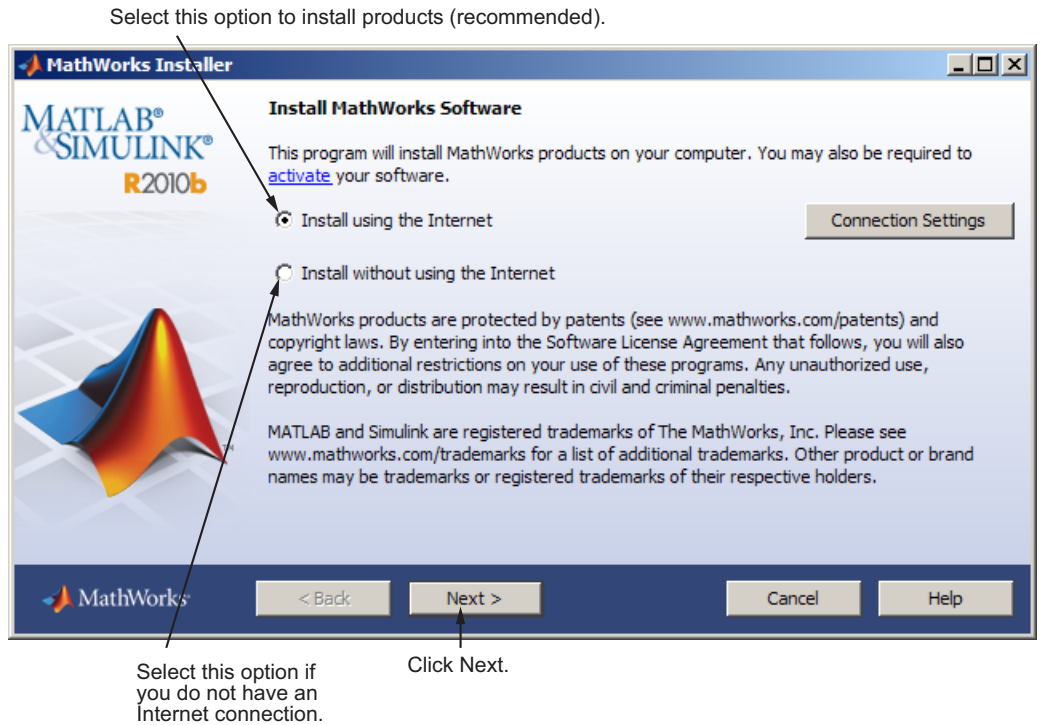 Select this option to install products (recommended).
MathWorks Installer
MATLAB®
&SIMULINK®
R2010b
Install MathWorks Software
This program will install MathWorks products on your computer. You may also be required to
activate your software.
Install using the Internet
Connection Settings
Install without using the Internet
MathWorks products are protected by patents (see www.mathworks.com/patents) and
copyright laws. By entering into the Software License Agreement that follows, you will also
agree to additional restrictions on your use of these programs. Any unauthorized use,
reproduction, or distribution may result in civil and criminal penalties.
MATLAB and Simulink are registered trademarks of The MathWorks, Inc. Please see
www.mathworks.com/trademarks for a list of additional trademarks. Other product or brand
names may be trademarks or registered trademarks of their respective holders.
TM
MathWorks
< Back
Next >
Cancel
Help
Select this option if
you do not have an
Internet connection.
Click Next.